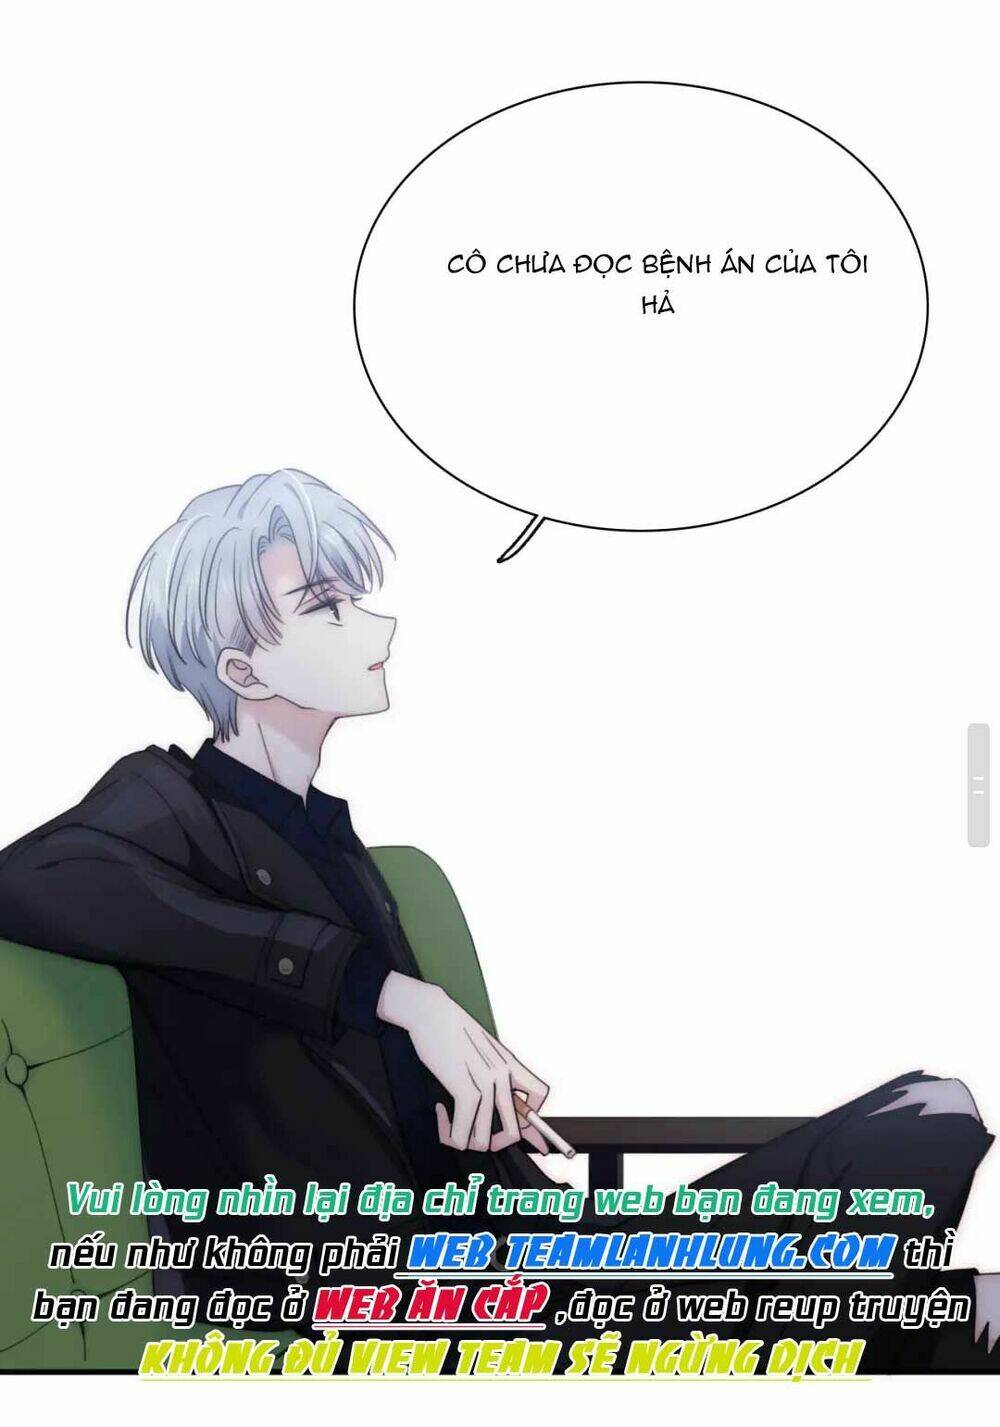 CÔ CHƯA ĐỌC BỆNH ÁN CỦA TÔI
HẢ
Vui lòng nhìn lại địa chỉ trang web bạn đang xem,
nếu như không phải WEB TEAMLANHLUNG.COM thì
bạn đang đọc ở WEB ĂN CẮP ,đọc ở web reup truyện
KHÔNG ĐỦ VIEW TEAM SẼ NGỪNG DỊCH